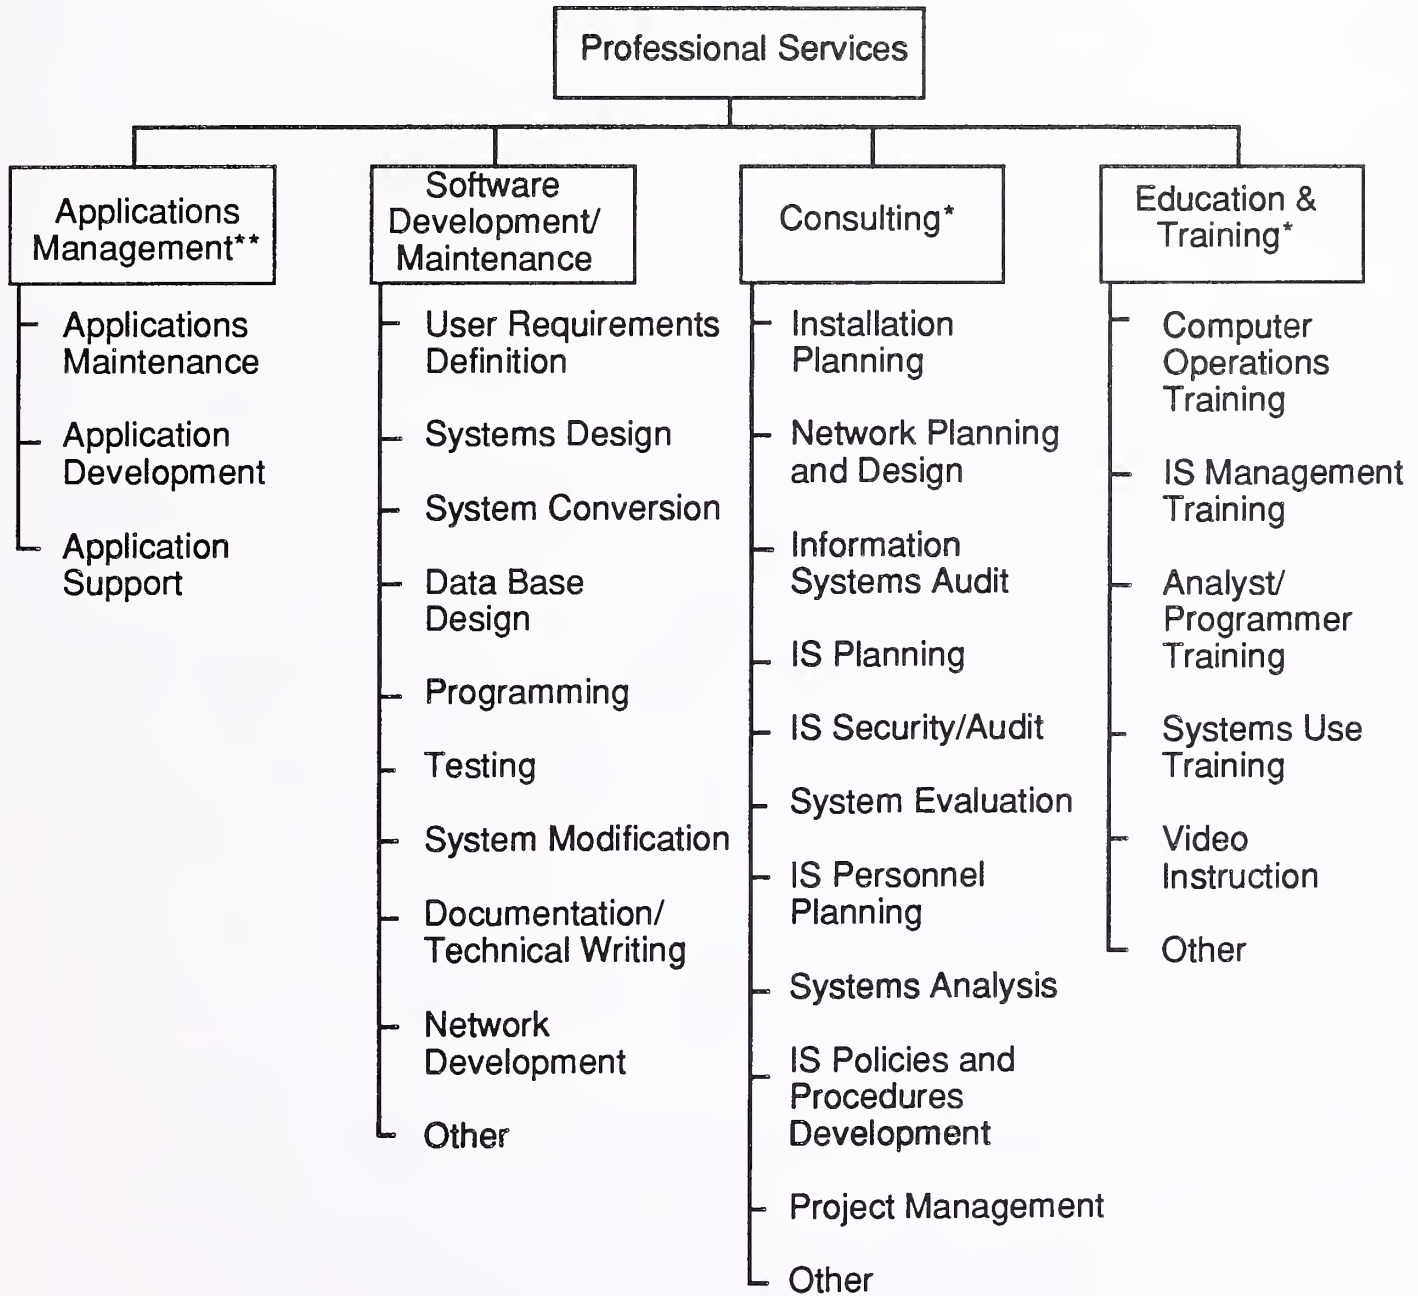 Professional Services
Applications
Management**
Applications
Maintenance
Application
Development
Application
Support
Software
Development/
Maintenance
User Requirements
Definition
Systems Design
System Conversion
Data Base
Design
Programming
Testing
System Modification
Documentation/
Technical Writing
Network
Development
Other
Consulting*
Installation
Planning
Network Planning
and Design
Information
Systems Audit
IS Planning
IS Security/Audit
System Evaluation
IS Personnel
Planning
Systems Analysis
IS Policies and
Procedures
Development
Project Management
Other
Education &
Training*
Computer
Operations
Training
IS Management
Training
Analyst/
Programmer
Training
Systems Use
Training
Video
Instruction
Other